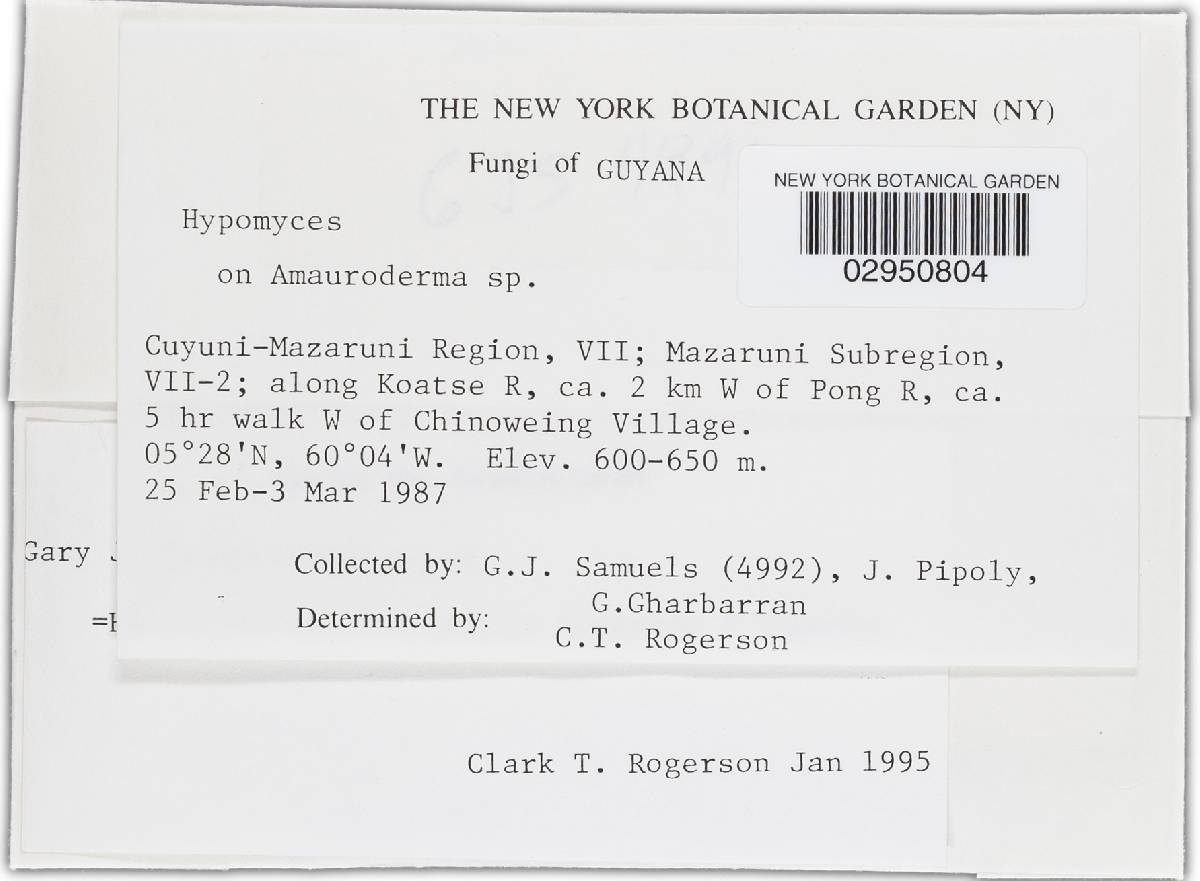 THE NEW YORK BOTANICAL GARDEN (NY)
Fungi of GUYANA
NEW YORK BOTANICAL GARDEN
02950804
Hypomyces
on Amauroderma sp.
Cuyuni-Mazaruni Region, VII; Mazaruni Subregion,
VII-2; along Koatse R, ca. 2 km W of Pong R, ca.
5 hr walk W of Chinoweing Village.
05°28'N, 60°04'W. Elev. 600-650 m.
25 Feb-3 Mar 1987
Gary
Collected by: G.J. Samuels (4992), J. Pipoly,
G.Gharbarran
Determined by: C.T. Rogerson
Clark T. Rogerson Jan 1995